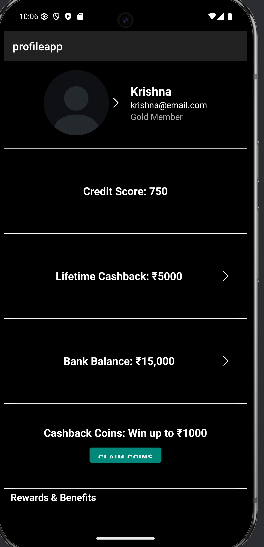 10:06
profileapp
Krishna
krishna@email.com
Gold Member
Credit Score: 750
Lifetime Cashback: ₹5000
Bank Balance: ₹15,000
Cashback Coins: Win up to ₹1000
CLAIM COINS
Rewards & Benefits